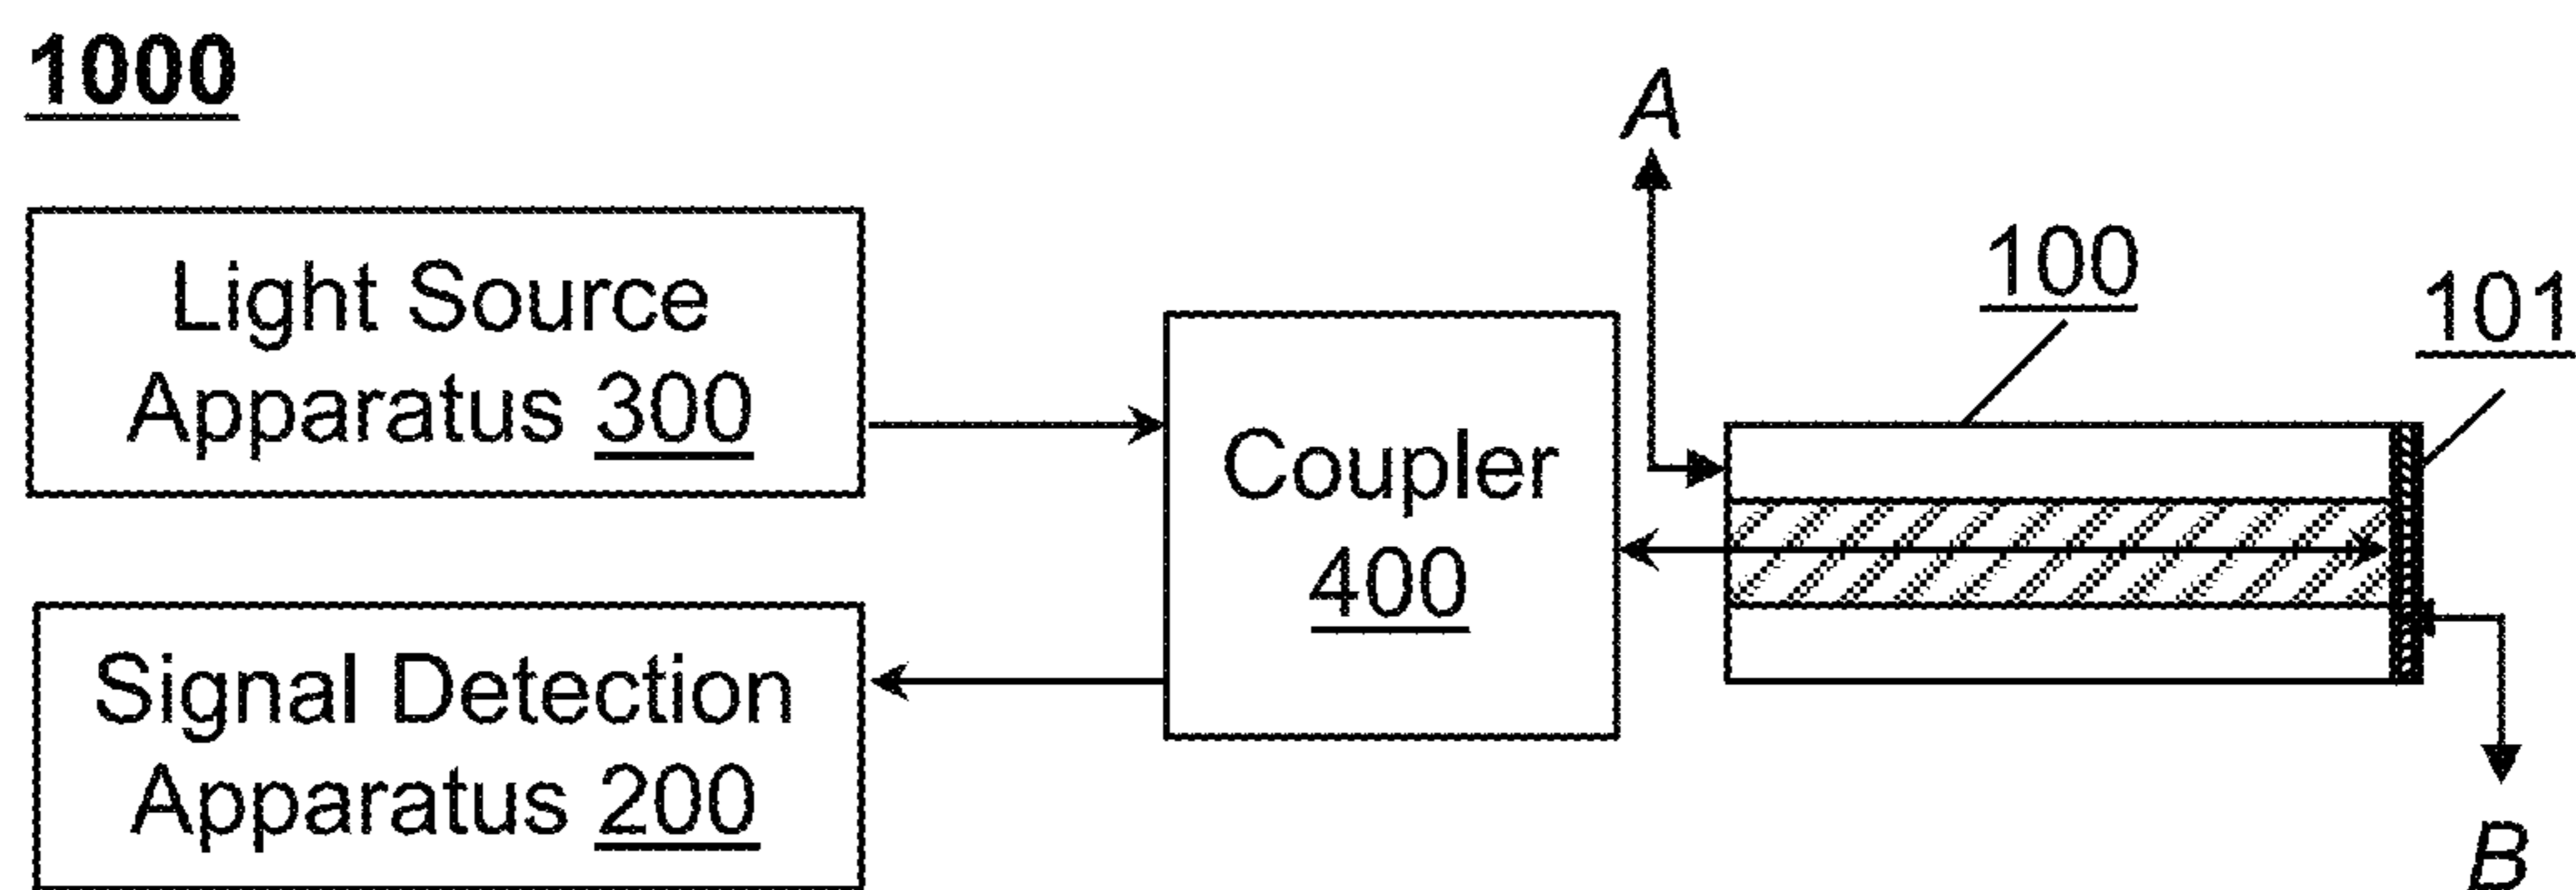 1000
A
Light Source
Apparatus 300
100
101
Coupler
400
Signal Detection
Apparatus 200
B